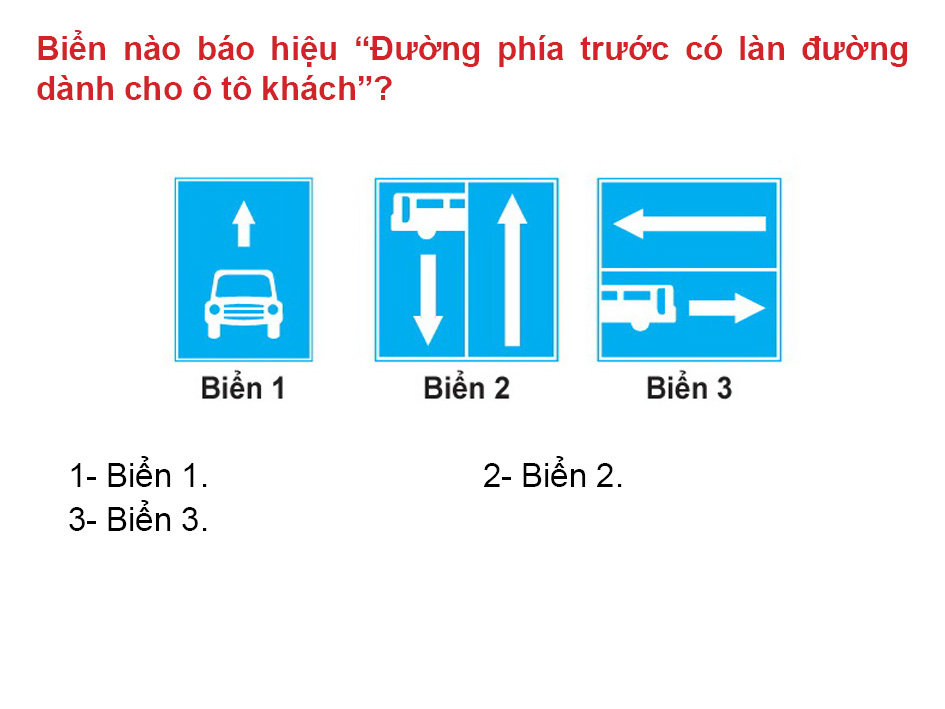 Biển nào báo hiệu “Đường phía trước có làn đường
dành cho ô tô khách”?
Biển 1
Biển 2
Biển 3
1- Biển 1.
2- Biển 2.
3- Biển 3.